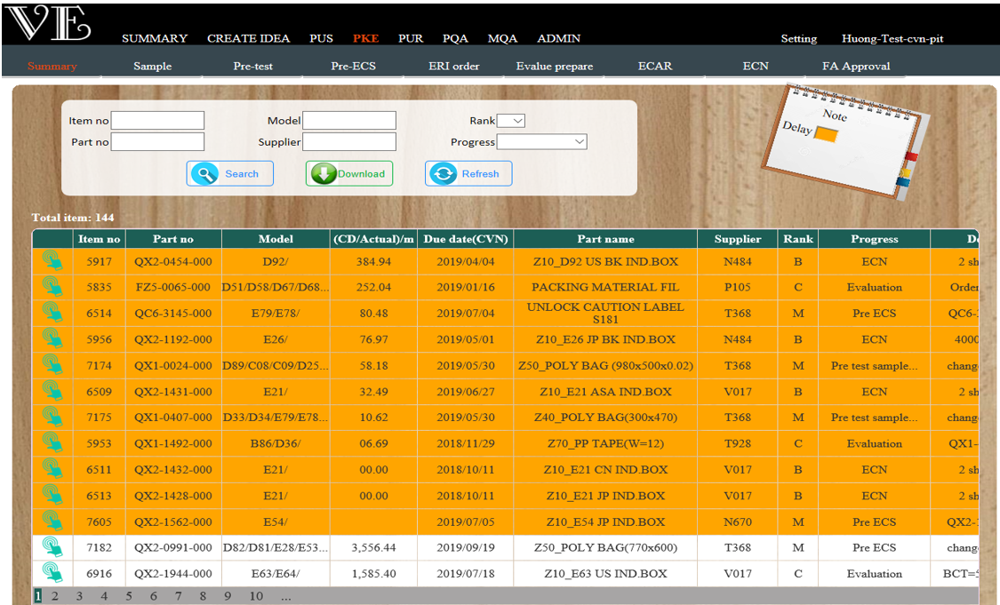 VE
SUMMARY CREATE IDEA PUS PKE PUR PQA MQA ADMIN Setting Huong-Test-cvn-pit
Summary Sample Pre-test Pre-ECS ERI order Evalue prepare ECAR ECN FA Approval
Item no Model Rank
Part no Supplier Progress
Search Download Refresh
Note
Delay
Total item: 144
Item no Part no Model (CD/Actual)/m Due date(CVN) Part name Supplier Rank Progress De
5917 QX2-0454-000 D92/ 384.94 2019/04/04 Z10_D92 US BK IND.BOX N484 B ECN 2 sh
5835 FZ5-0065-000 D51/D58/D67/D68... 252.04 2019/01/16 PACKING MATERIAL FIL P105 C Evaluation Order
6514 QC6-3145-000 E79/E78/ 80.48 2019/07/04 UNLOCK CAUTION LABEL S181 T368 M Pre ECS QC6-
5956 QX2-1192-000 E26/ 76.97 2019/05/01 Z10_E26 JP BK IND.BOX N484 B ECN 4000
7174 QX1-0024-000 D89/C08/C09/D25... 58.18 2019/05/30 Z50_POLY BAG (980x500x0.02) T368 M Pre test sample... chang
6509 QX2-1431-000 E21/ 32.49 2019/06/27 Z10_E21 ASA IND.BOX V017 B ECN 2 sh
7175 QX1-0407-000 D33/D34/E79/E78... 10.62 2019/05/30 Z40_POLY BAG(300x470) T368 M Pre test sample... chang
5953 QX1-1492-000 B86/D36/ 06.69 2018/11/29 Z70_PP TAPE(W=12) T928 C Evaluation QX1-
6511 QX2-1432-000 E21/ 00.00 2018/10/11 Z10_E21 CN IND.BOX V017 B ECN 2 sh
6513 QX2-1428-000 E21/ 00.00 2018/10/11 Z10_E21 JP IND.BOX V017 B ECN 2 sh
7605 QX2-1562-000 E54/ 2019/07/05 Z10_E54 JP IND.BOX N670 M Pre ECS QX2-
7182 QX2-0991-000 D82/D81/E28/E53... 3,556.44 2019/09/19 Z50_POLY BAG(770x600) T368 M Pre ECS chang
6916 QX2-1944-000 E63/E64/ 1,585.40 2019/07/18 Z10_E63 US IND.BOX V017 C Evaluation BCT=
1 2 3 4 5 6 7 8 9 10 ...